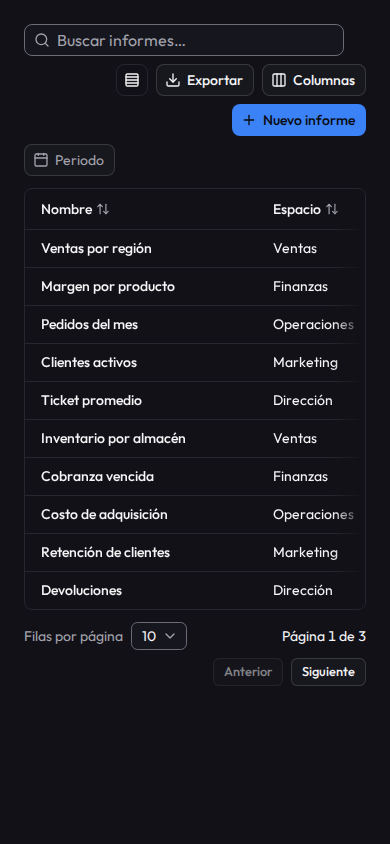 Buscar informes...
Exportar
Columnas
Nuevo informe
Periodo
Nombre Espacio
Ventas por región Ventas
Margen por producto Finanzas
Pedidos del mes Operaciones
Clientes activos Marketing
Ticket promedio Dirección
Inventario por almacén Ventas
Cobranza vencida Finanzas
Costo de adquisición Operaciones
Retención de clientes Marketing
Devoluciones Dirección
Filas por página 10 Página 1 de 3
Anterior Siguiente